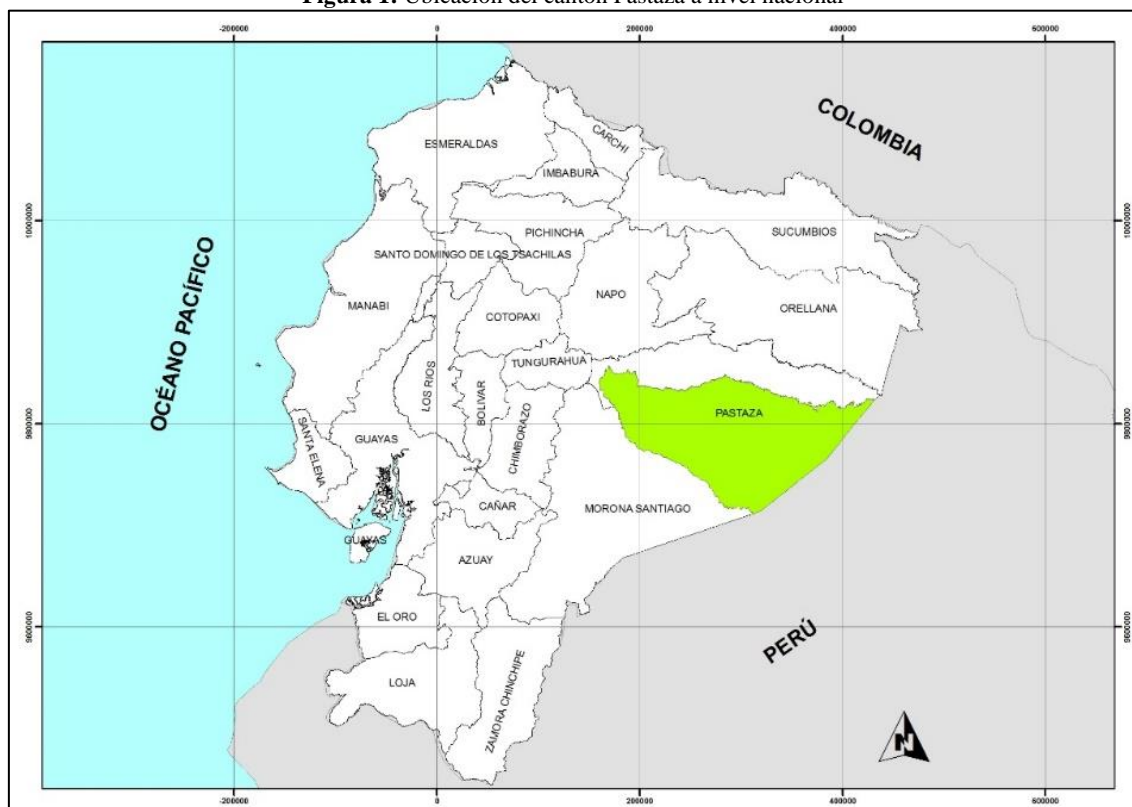 Figura 1. Ubicación del cantón Pastaza a nivel nacional
-200000 0 200000 400000 600000
COLOMBIA
CARCHI
ESMERALDAS
IMBABURA
10000000 10000000
PICHINCHA
SUCUMBIOS
SANTO DOMINGO DE LOS TSACHILAS
OCÉANO PACÍFICO
NAPO
MANABI
ORELLANA
COTOPAXI
TUNGURAHUA
LOS RIOS
BOLIVAR
PASTAZA
9800000 9800000
CHIMBORAZO
SANTA ELENA
GUAYAS
CAÑAR
MORONA SANTIAGO
GUAYAS
AZUAY
PERÚ
9600000 9600000
EL ORO
LOJA
ZAMORA CHINCHIPE
N
-200000 0 200000 400000 600000